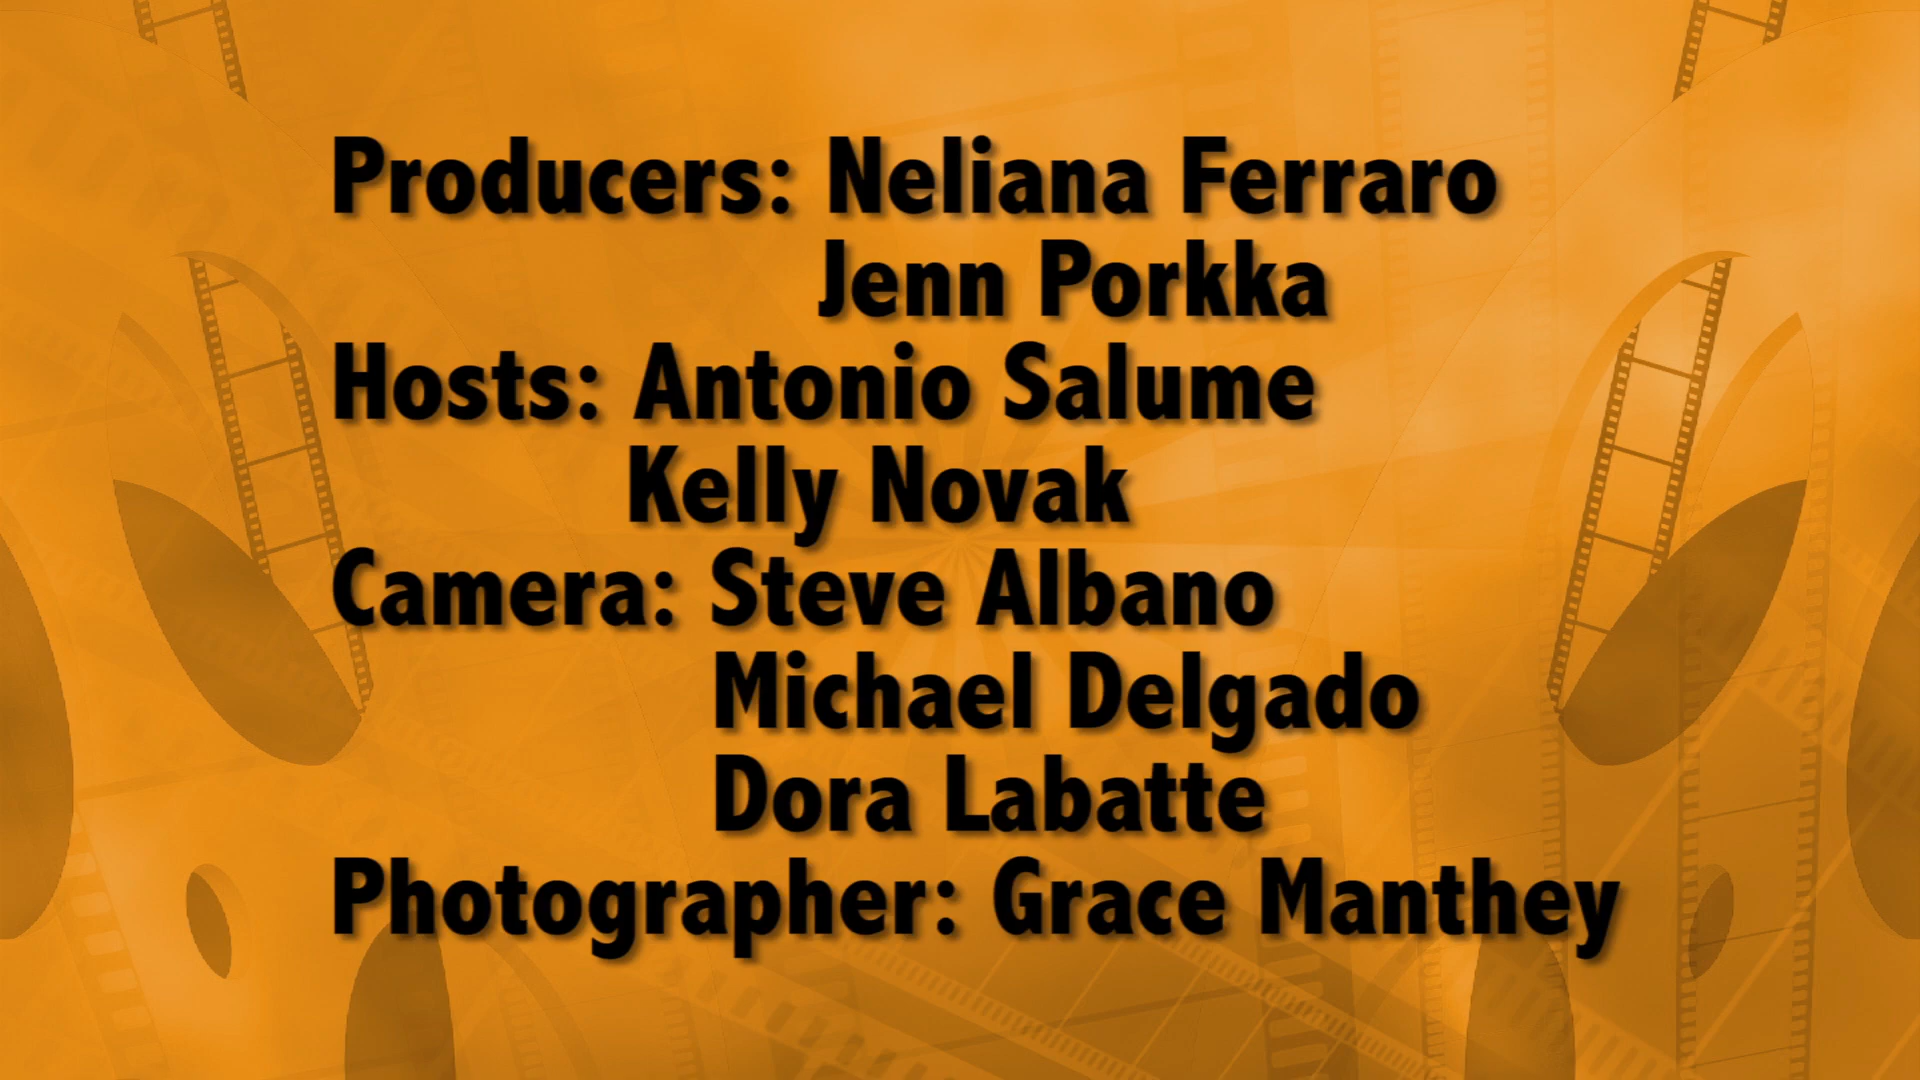 Producers: Neliana Ferraro
Jenn Porkka
Hosts: Antonio Salume
Kelly Novak
Camera: Steve Albano
Michael Delgado
Dora Labatte
Photographer: Grace Manthey